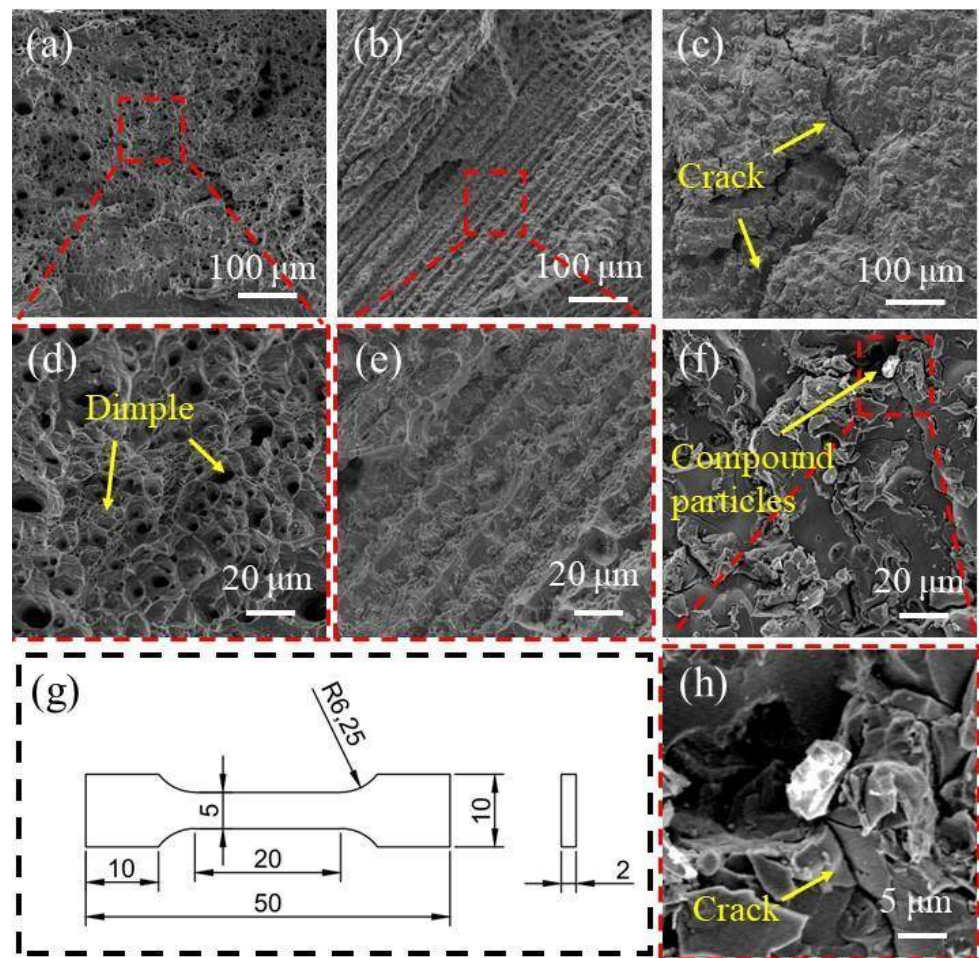 (a)
100 μm
(b)
100 μm
(c)
Crack
100 μm
(d)
Dimple
20 μm
(e)
20 μm
(f)
Compound
particles
20 μm
(g)
R6,25
5
10
10
20
2
50
(h)
Crack
5 μm